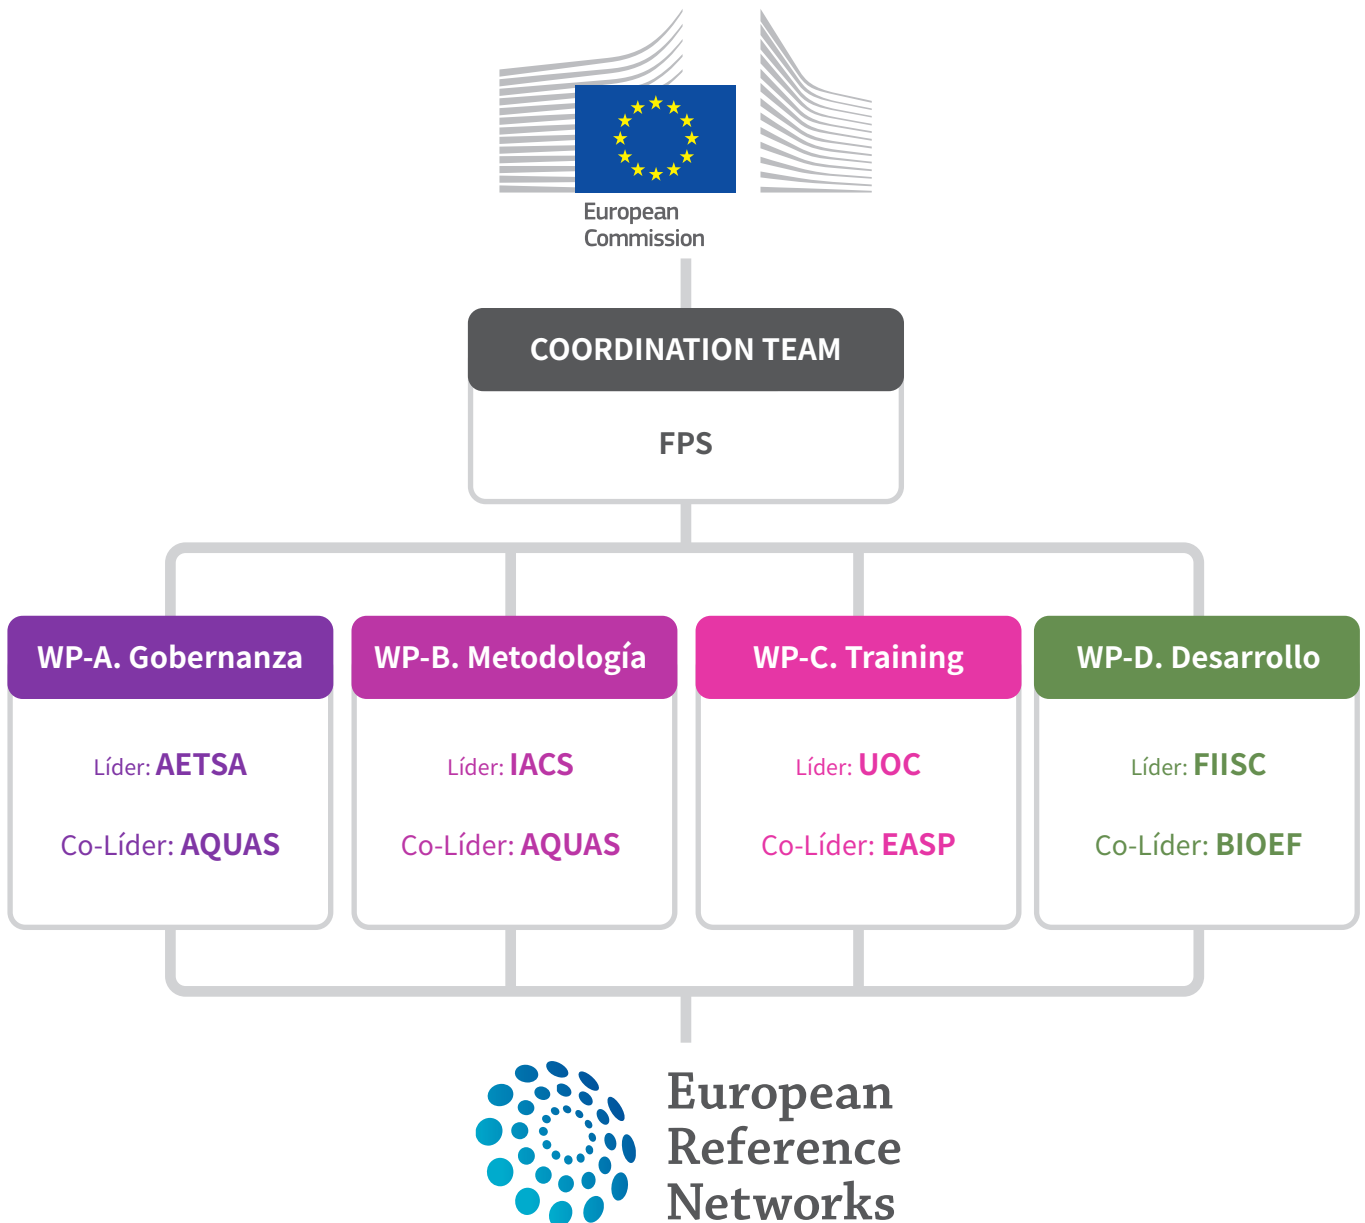 European
Commission
COORDINATION TEAM
FPS
WP-A. Gobernanza
Líder: AETSA
Co-Líder: AQUAS
WP-B. Metodología
Líder: IACS
Co-Líder: AQUAS
WP-C. Training
Líder: UOC
Co-Líder: EASP
WP-D. Desarrollo
Líder: FIISC
Co-Líder: BIOEF
European
Reference
Networks